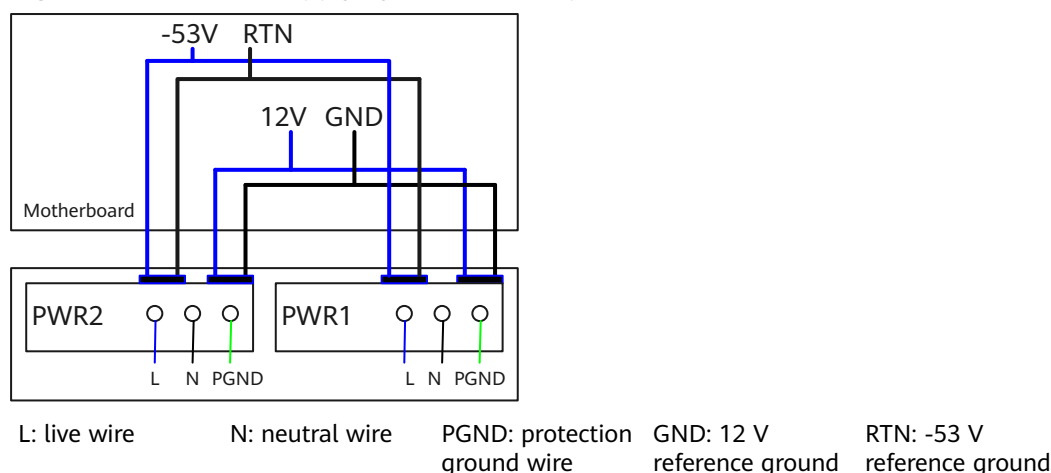 -53V RTN
12V GND
Motherboard
PWR2 PWR1
L N PGND L N PGND
L: live wire N: neutral wire PGND: protection ground wire GND: 12 V reference ground RTN: -53 V reference ground